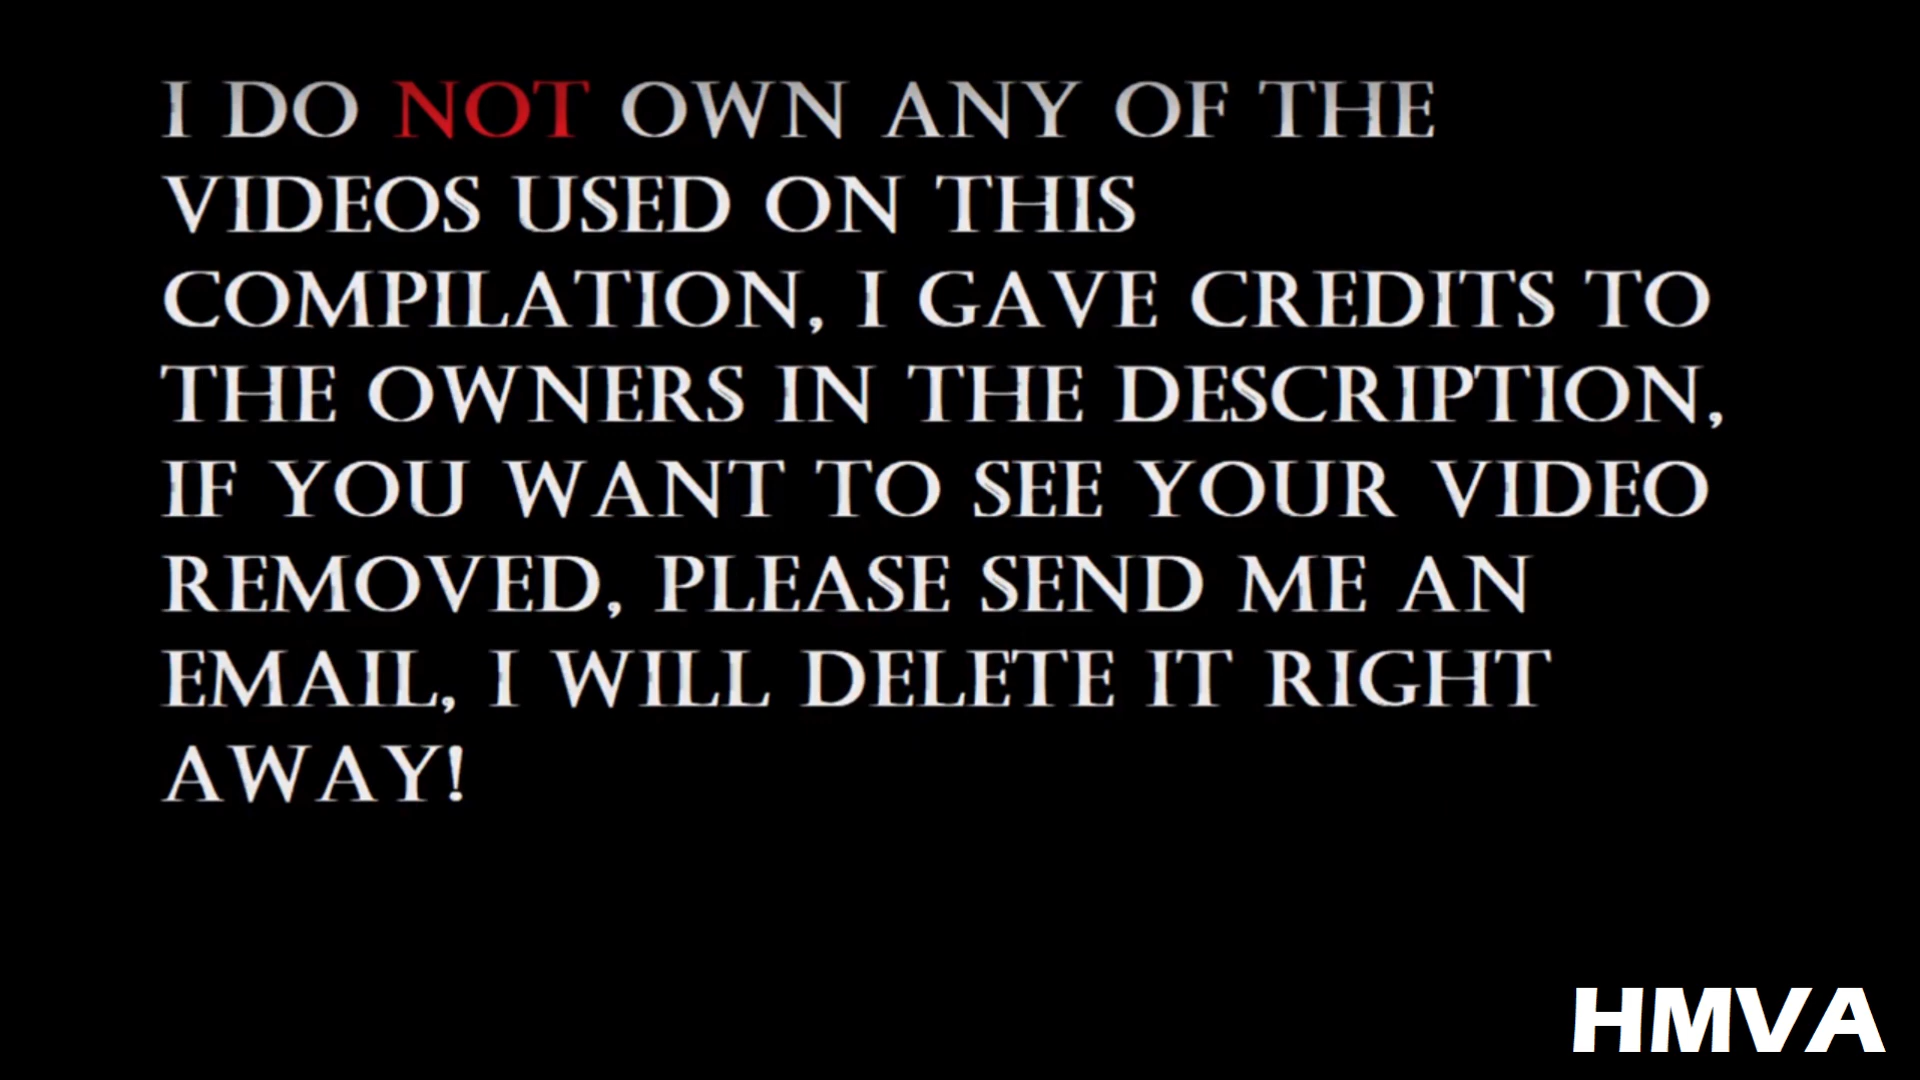 I DO NOT OWN ANY OF THE
VIDEOS USED ON THIS
COMPILATION, I GAVE CREDITS TO
THE OWNERS IN THE DESCRIPTION,
IF YOU WANT TO SEE YOUR VIDEO
REMOVED, PLEASE SEND ME AN
EMAIL, I WILL DELETE IT RIGHT
AWAY!
HMVA